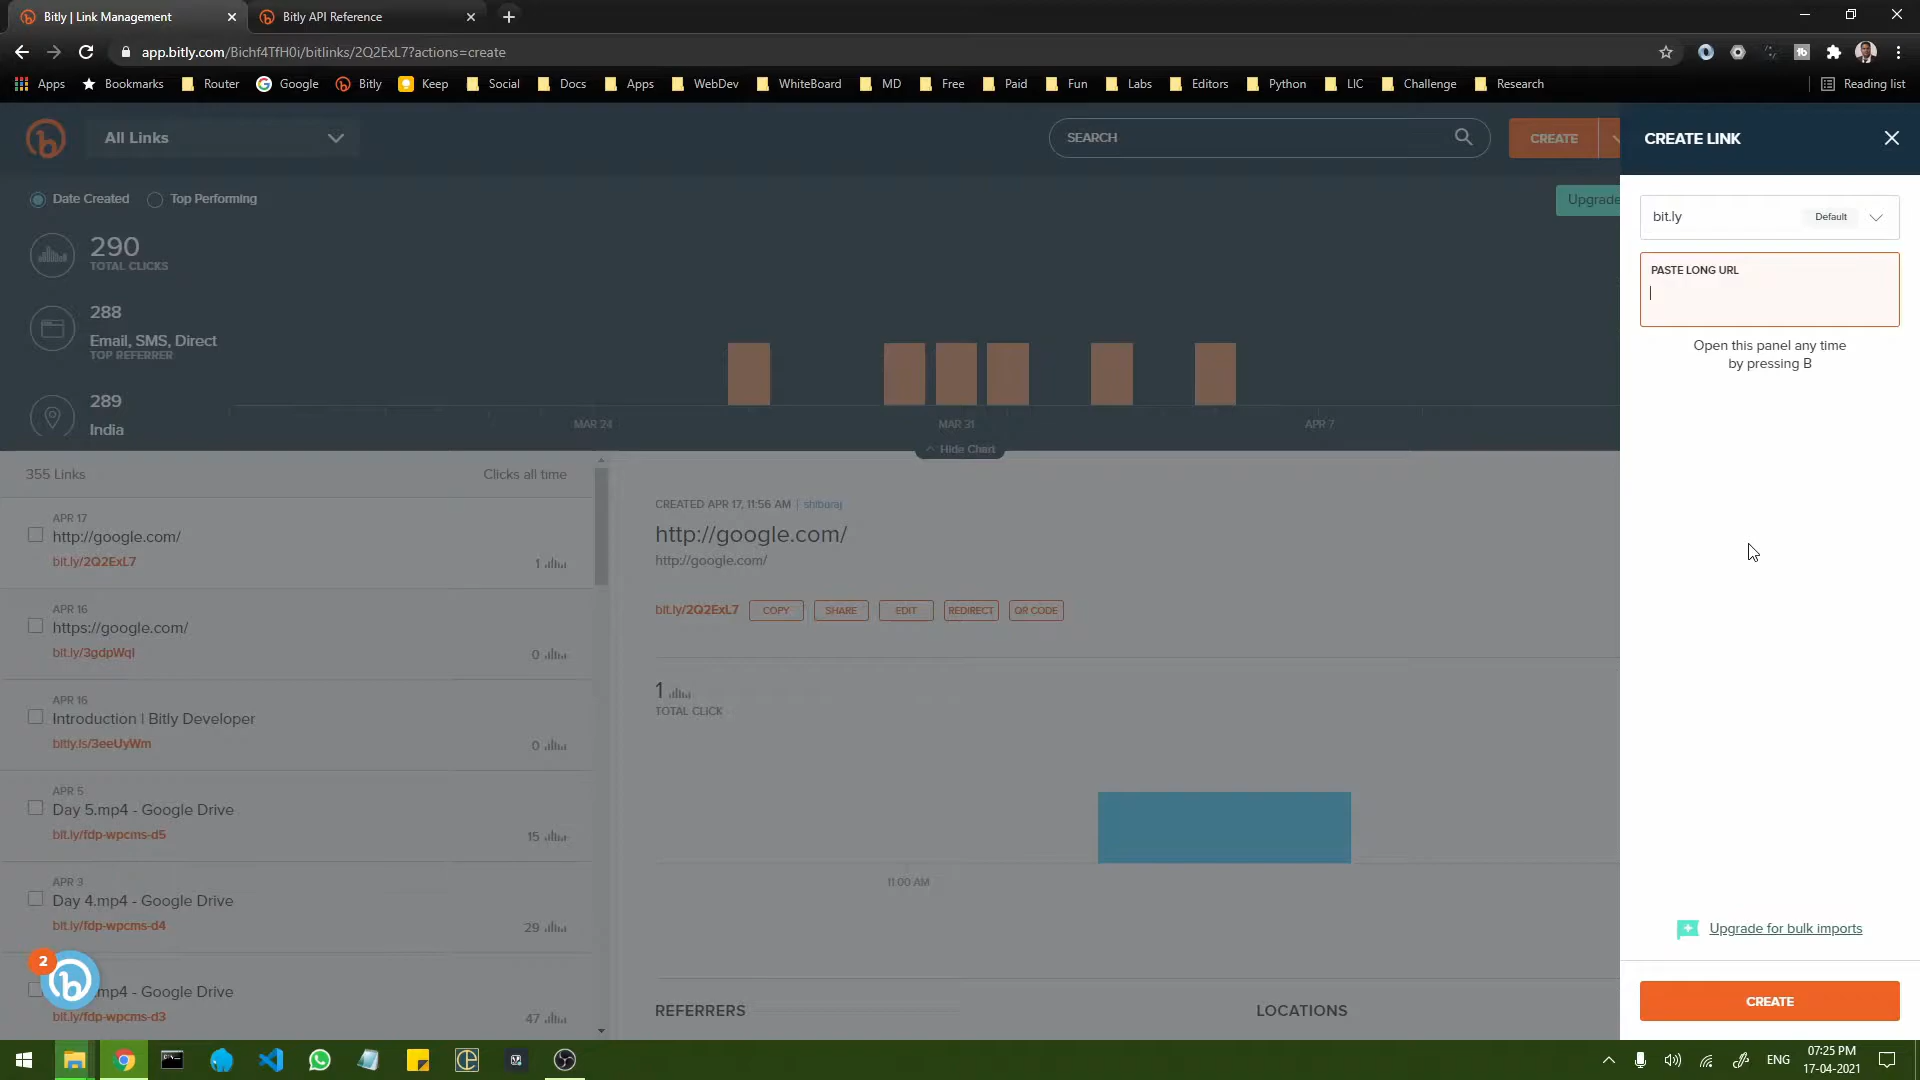 Bitly | Link Management
Bitly API Reference
app.bitly.com/Bichf4TfH0i/bitlinks/2Q2ExL7?actions=create
Apps
Bookmarks
Router
Google
Bitly
Keep
Social
Docs
Apps
WebDev
WhiteBoard
MD
Free
Paid
Fun
Labs
Editors
Python
LIC
Challenge
Research
Reading list
All Links
SEARCH
CREATE
CREATE LINK
Date Created
Top Performing
Upgrade
290
TOTAL CLICKS
288
Email, SMS, Direct
TOP REFERRER
289
India
MAR 24
MAR 31
APR 7
Hide Chart
bit.ly
Default
PASTE LONG URL
Open this panel any time
by pressing B
355 Links
Clicks all time
APR 17
http://google.com/
bit.ly/2Q2ExL7
1
APR 16
https://google.com/
bit.ly/3gdpWqI
0
APR 16
Introduction | Bitly Developer
bitly.is/3eeUyWm
0
APR 5
Day 5.mp4 - Google Drive
bit.ly/fdp-wpcms-d5
15
APR 3
Day 4.mp4 - Google Drive
bit.ly/fdp-wpcms-d4
29
2
mp4 - Google Drive
bit.ly/fdp-wpcms-d3
47
CREATED APR 17, 11:56 AM | shiburaj
http://google.com/
http://google.com/
bit.ly/2Q2ExL7
COPY
SHARE
EDIT
REDIRECT
QR CODE
1
TOTAL CLICK
11:00 AM
REFERRERS
LOCATIONS
Upgrade for bulk imports
CREATE
ENG
07:25 PM
17-04-2021